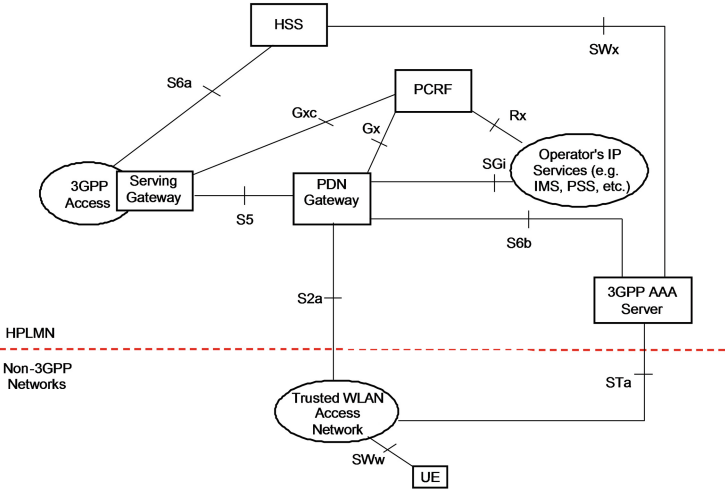 HSS
SWx
S6a
PCRF
Gxc
Rx
Gx
Operator's IP
Services (e.g.
IMS, PSS, etc.)
SGi
3GPP
Access
Serving
Gateway
PDN
Gateway
S5
S6b
S2a
3GPP AAA
Server
HPLMN
Non-3GPP
Networks
STa
Trusted WLAN
Access
Network
SWw
UE